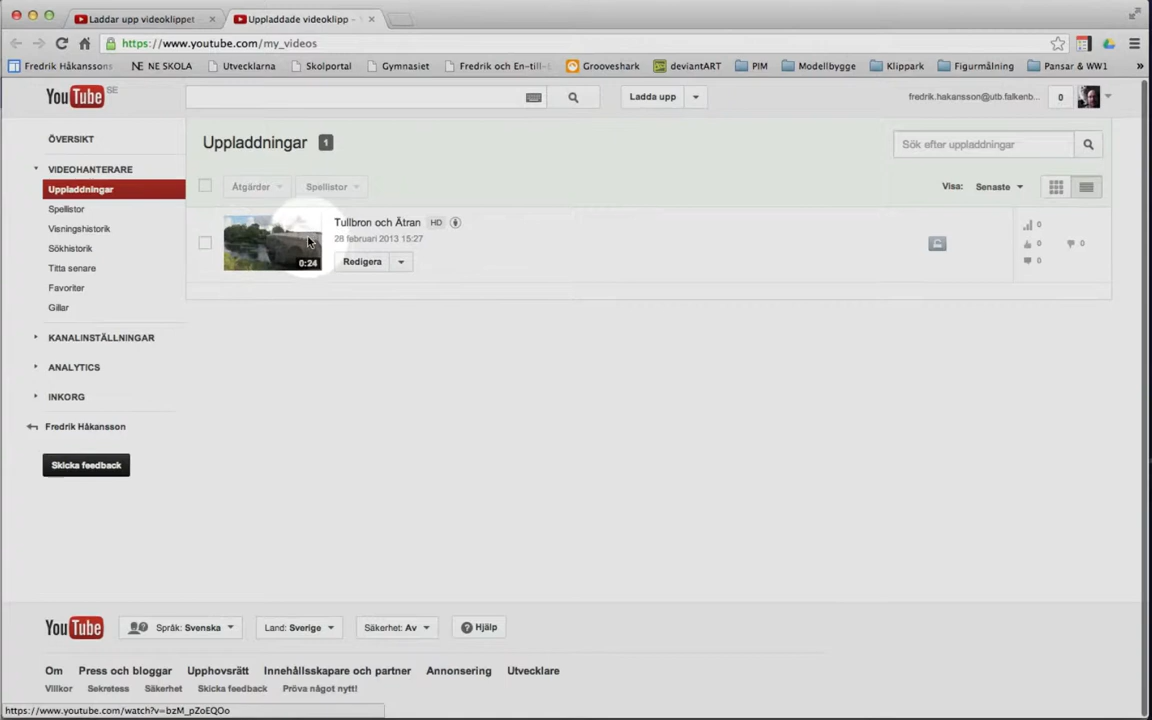 Laddar upp videoklippet
Uppladdade videoklipp –
https://www.youtube.com/my_videos
Fredrik Håkanssons
NE SKOLA
Utvecklarna
Skolportal
Gymnasiet
Fredrik och En-till-
Grooveshark
deviantART
PIM
Modellbygge
Klippark
Figurmålning
Pansar & WW1
»
YouTube SE
Ladda upp
fredrik.hakansson@utb.falkenb...
0
ÖVERSIKT
VIDEOHANTERARE
Uppladdningar
Spellistor
Visningshistorik
Sökhistorik
Titta senare
Favoriter
Gillar
KANALINSTÄLLNINGAR
ANALYTICS
INKORG
Fredrik Håkansson
Skicka feedback
Uppladdningar 1
Sök efter uppladdningar
Åtgärder
Spellistor
Visa: Senaste
0:24
Tullbron och Ätran HD
28 februari 2013 15:27
Redigera
0
0 0
0
YouTube
Språk: Svenska
Land: Sverige
Säkerhet: Av
Hjälp
Om Press och bloggar Upphovsrätt Innehållsskapare och partner Annonsering Utvecklare
Villkor Sekretess Säkerhet Skicka feedback Pröva något nytt!
https://www.youtube.com/watch?v=bzM_pZoEQOo